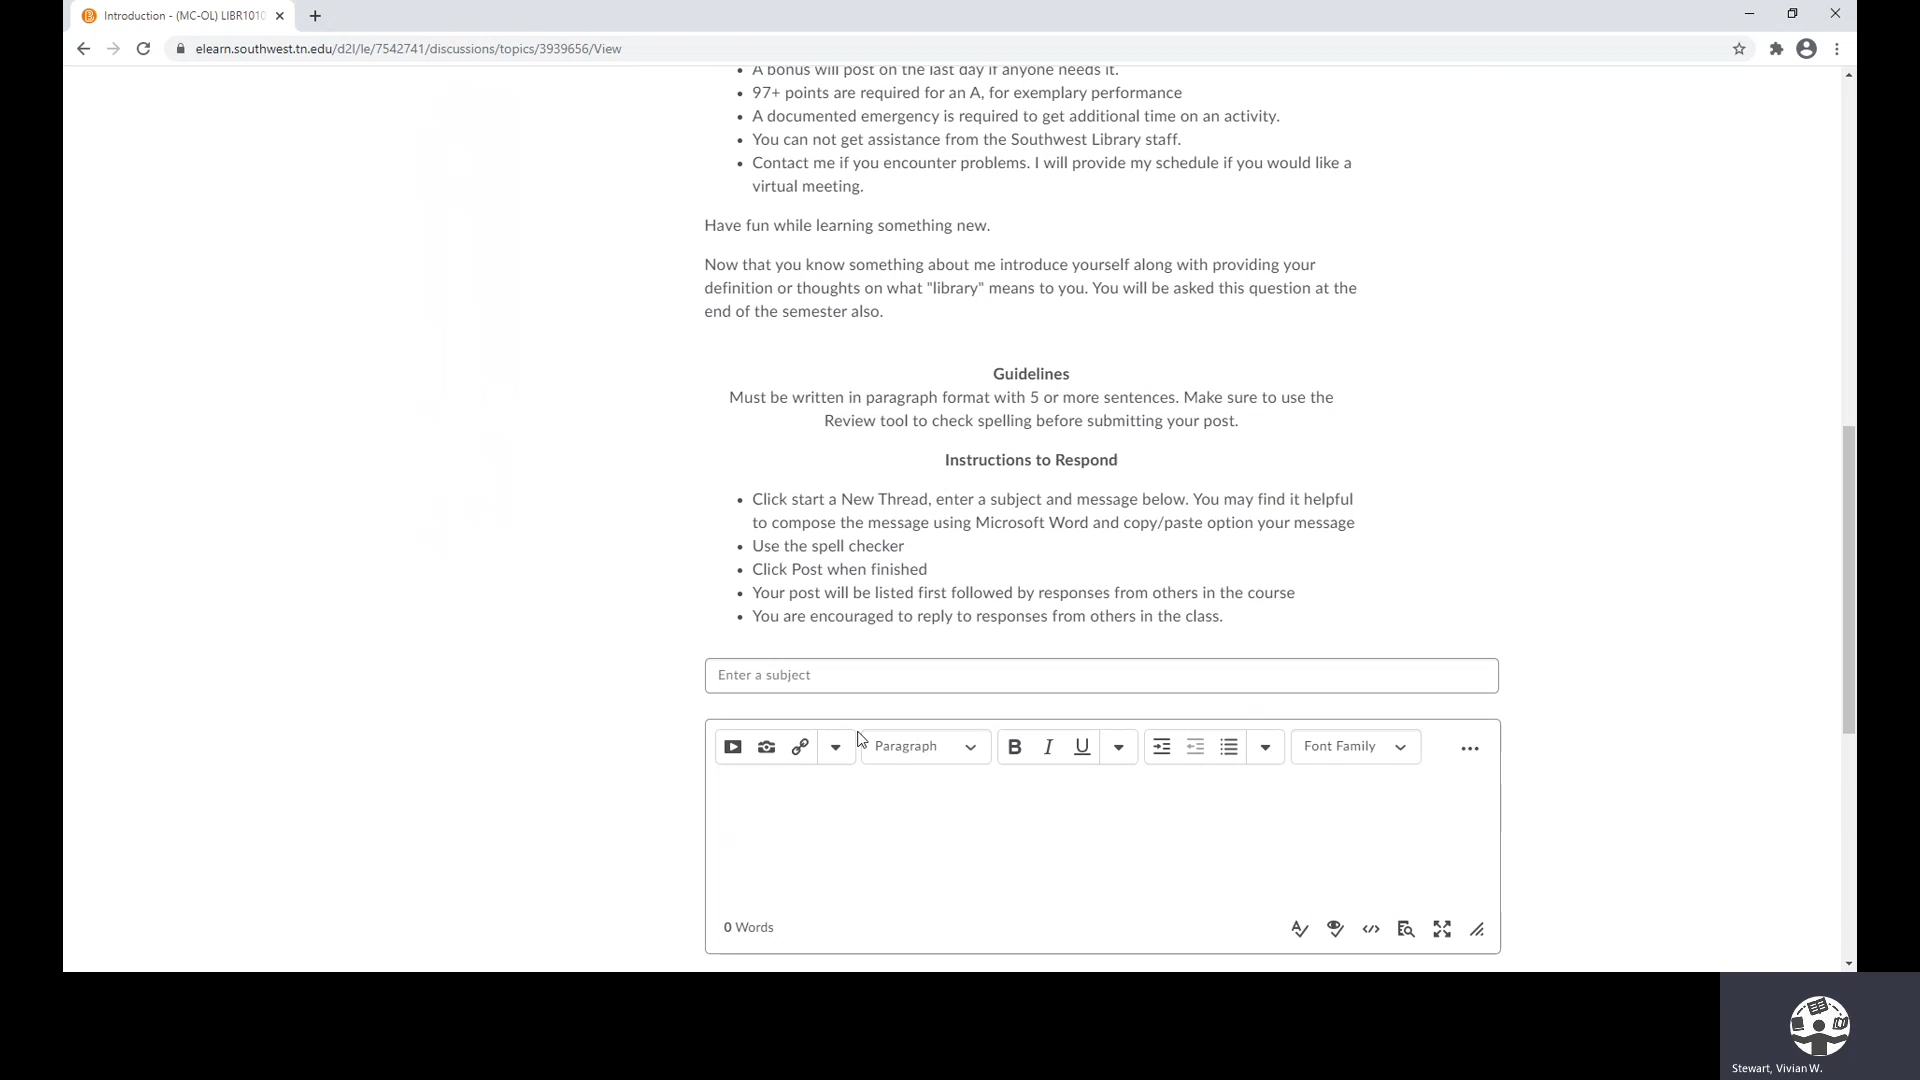 Introduction - (MC-OL) LIBR1010
elearn.southwest.tn.edu/d2l/le/7542741/discussions/topics/3939656/View
A bonus will post on the last day if anyone needs it.
97+ points are required for an A, for exemplary performance
A documented emergency is required to get additional time on an activity.
You can not get assistance from the Southwest Library staff.
Contact me if you encounter problems. I will provide my schedule if you would like a
virtual meeting.
Have fun while learning something new.
Now that you know something about me introduce yourself along with providing your
definition or thoughts on what "library" means to you. You will be asked this question at the
end of the semester also.
Guidelines
Must be written in paragraph format with 5 or more sentences. Make sure to use the
Review tool to check spelling before submitting your post.
Instructions to Respond
Click start a New Thread, enter a subject and message below. You may find it helpful
to compose the message using Microsoft Word and copy/paste option your message
Use the spell checker
Click Post when finished
Your post will be listed first followed by responses from others in the course
You are encouraged to reply to responses from others in the class.
Enter a subject
Paragraph
B I U
Font Family
0 Words
Stewart, Vivian W.